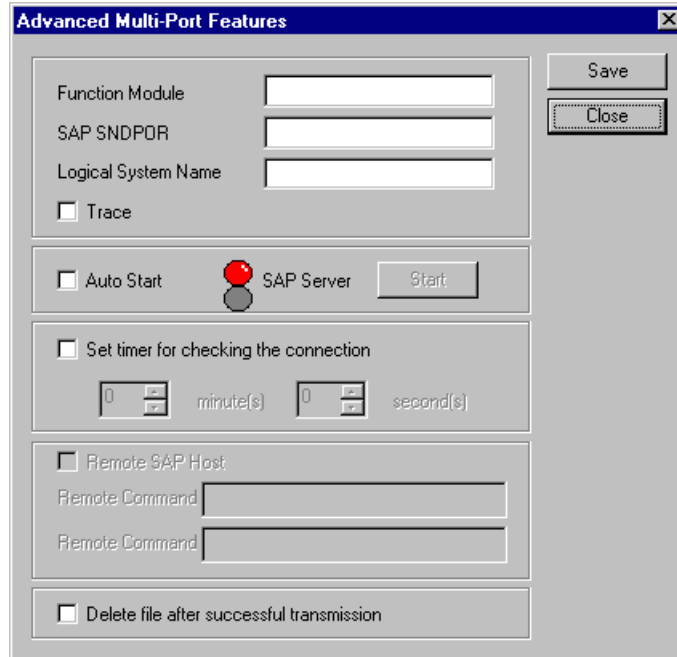 Advanced Multi-Port Features
Save
Close
Function Module
SAP SNDPOR
Logical System Name
Trace
Auto Start SAP Server Start
Set timer for checking the connection
0 minute(s) 0 second(s)
Remote SAP Host
Remote Command
Remote Command
Delete file after successful transmission